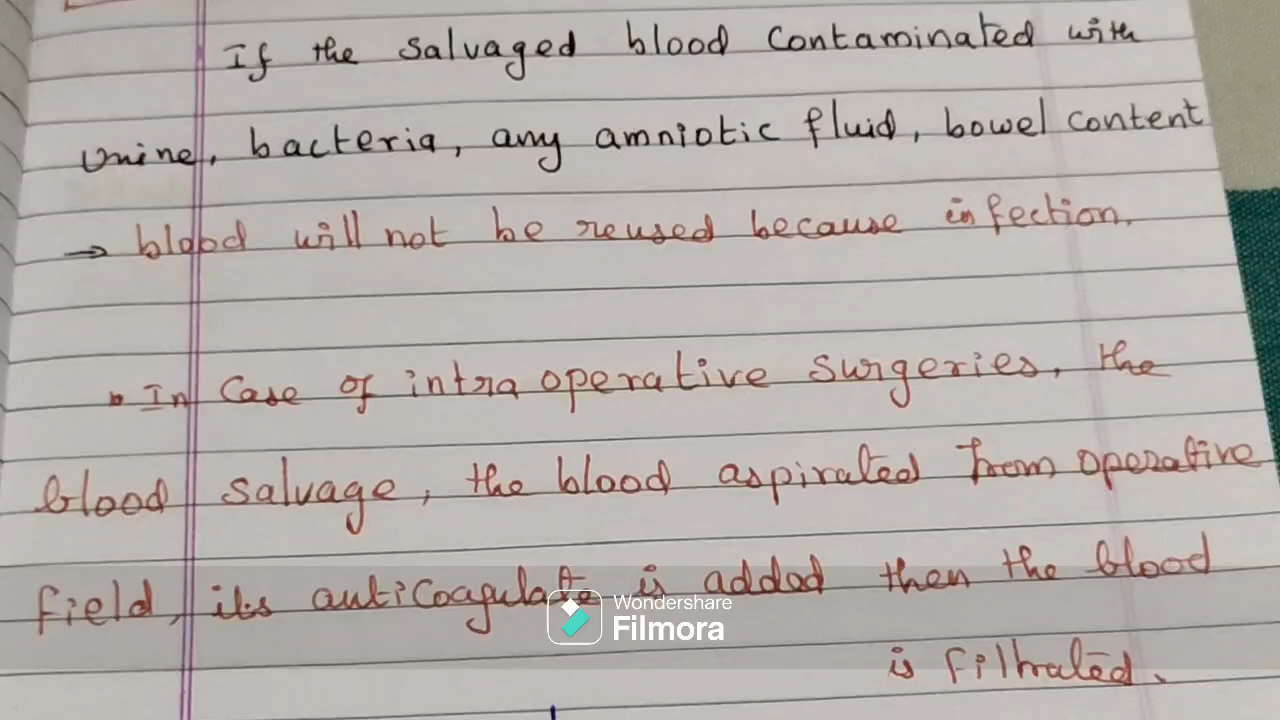 If the salvaged blood contaminated with
urine, bacteria, any amniotic fluid, bowel content
→ blood will not be reused because infection.
• In Case of intra operative surgeries, the
blood salvage, the blood aspirated from operative
field, its anticoagulate is added then the blood
is filtrated.
Wondershare
Filmora